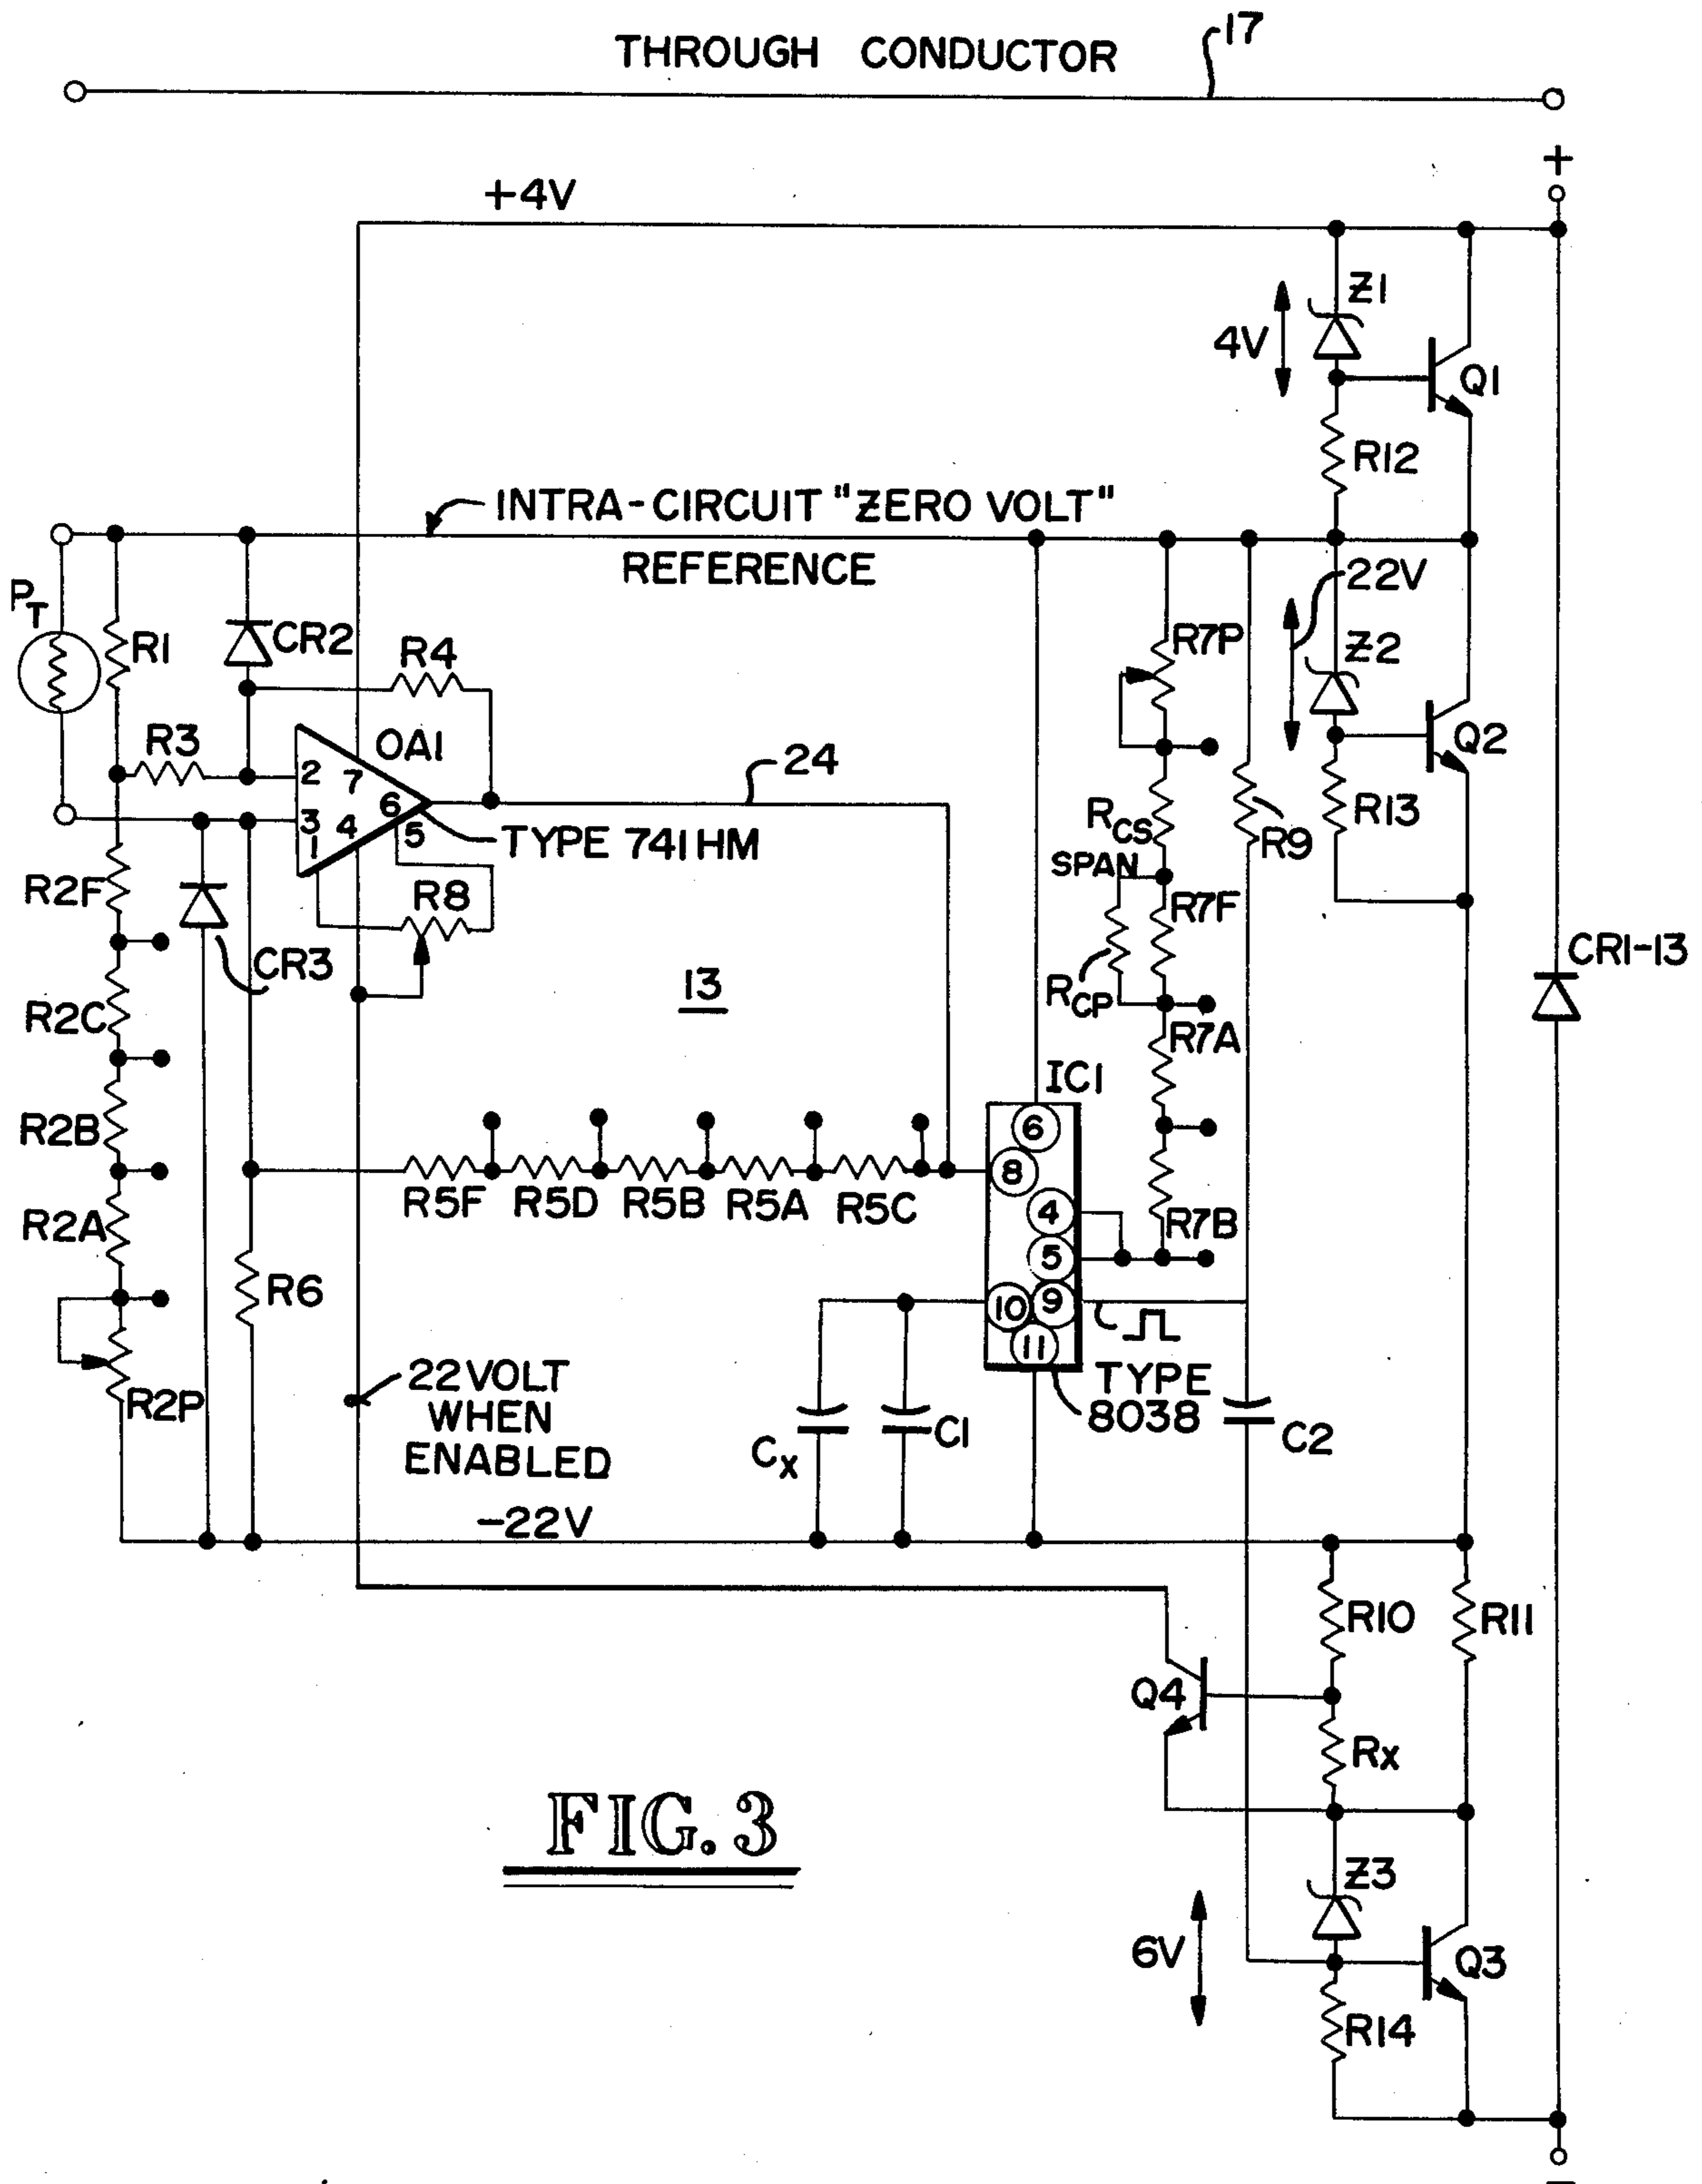 THROUGH CONDUCTOR
17
+
+4V
Z1
4V
Q1
R12
INTRA-CIRCUIT "ZERO VOLT"
REFERENCE
22V
PT
R1
CR2
R4
R7P
Z2
R3
OA1
24
Q2
2
7
6
3
4
5
1
TYPE 741HM
RCS
R9
R13
SPAN
R2F
R8
R7F
CR3
13
RCP
CR1-13
R2C
R7A
IC1
R2B
6
8
R5F
R5D
R5B
R5A
R5C
4
R7B
R2A
5
R6
10
9
11
R2P
22VOLT
WHEN
ENABLED
TYPE
8038
CX
C1
C2
-22V
R10
R11
Q4
RX
FIG. 3
Z3
6V
Q3
R14
−